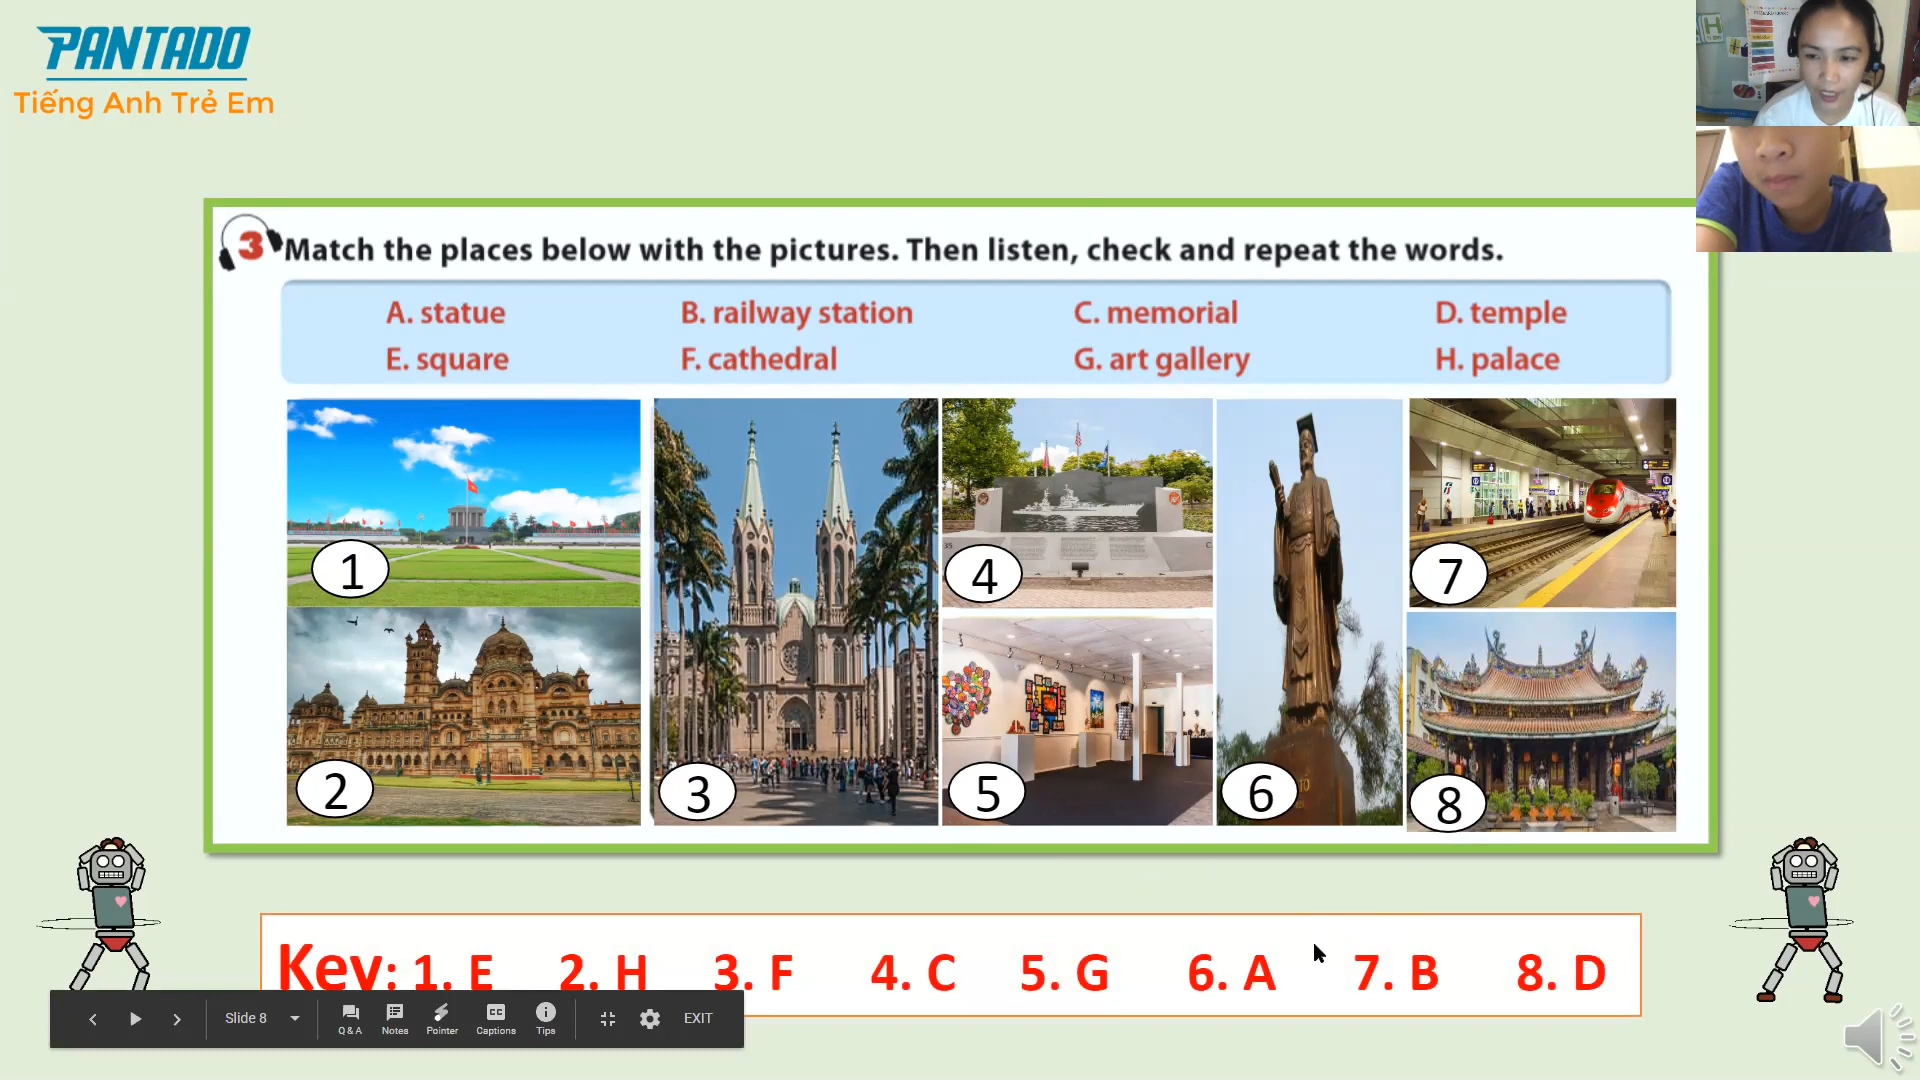 PANTADO
Tiếng Anh Trẻ Em
3 Match the places below with the pictures. Then listen, check and repeat the words.
A. statue B. railway station C. memorial D. temple
E. square F. cathedral G. art gallery H. palace
1
2
3
4
5
6
7
8
Key: 1. E 2. H 3. F 4. C 5. G 6. A 7. B 8. D
Slide 8
Q & A Notes Pointer Captions Tips
EXIT